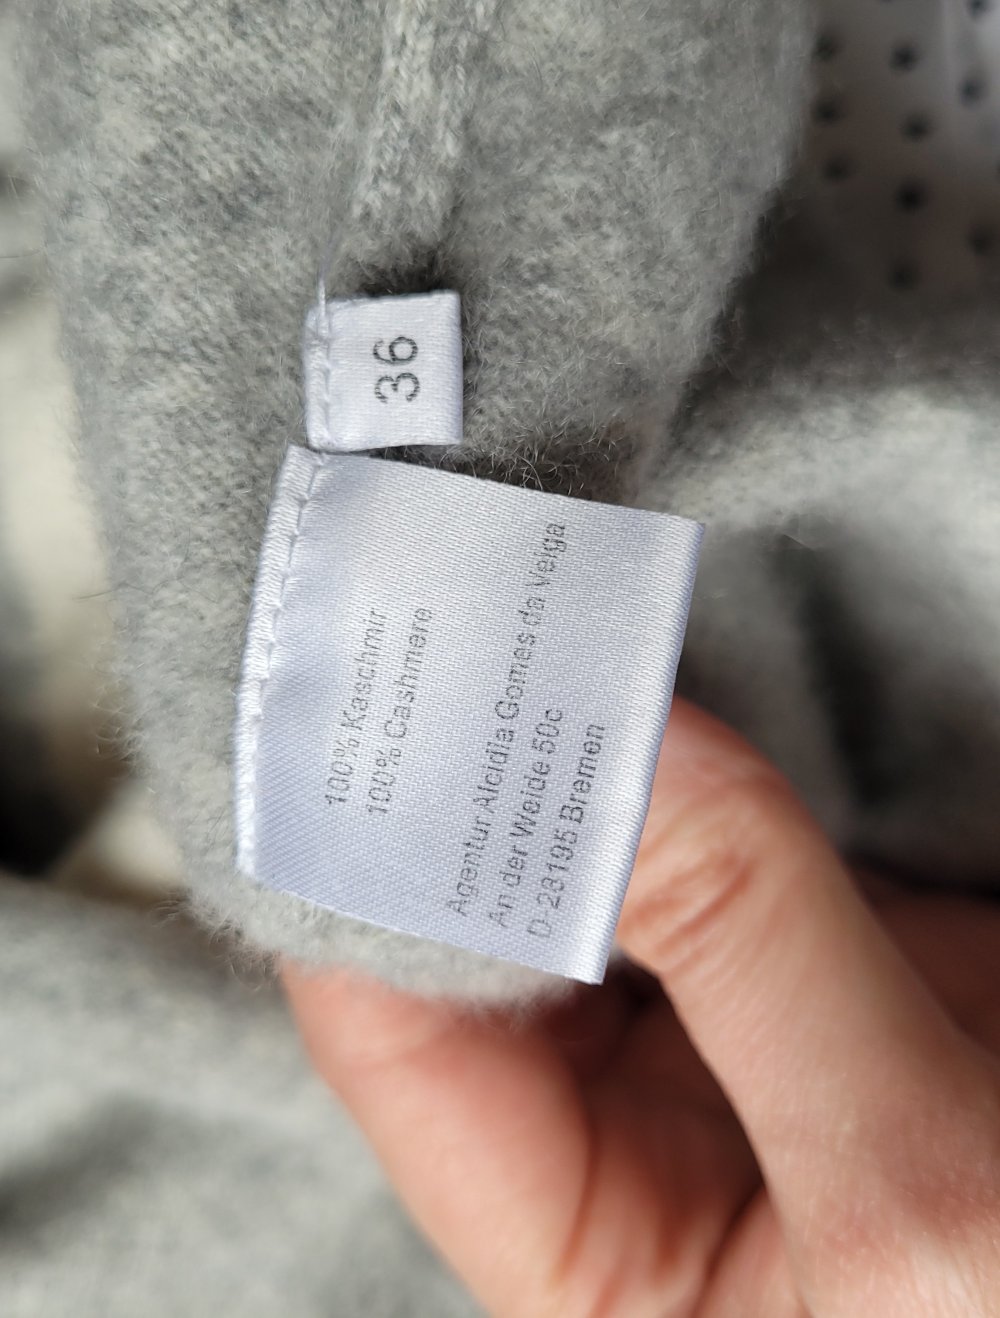 36
100% Kaschmir
100% Cashmere
Agentur Alcidia Gomes da Veiga
An der Weide 50c
D-28195 Bremen